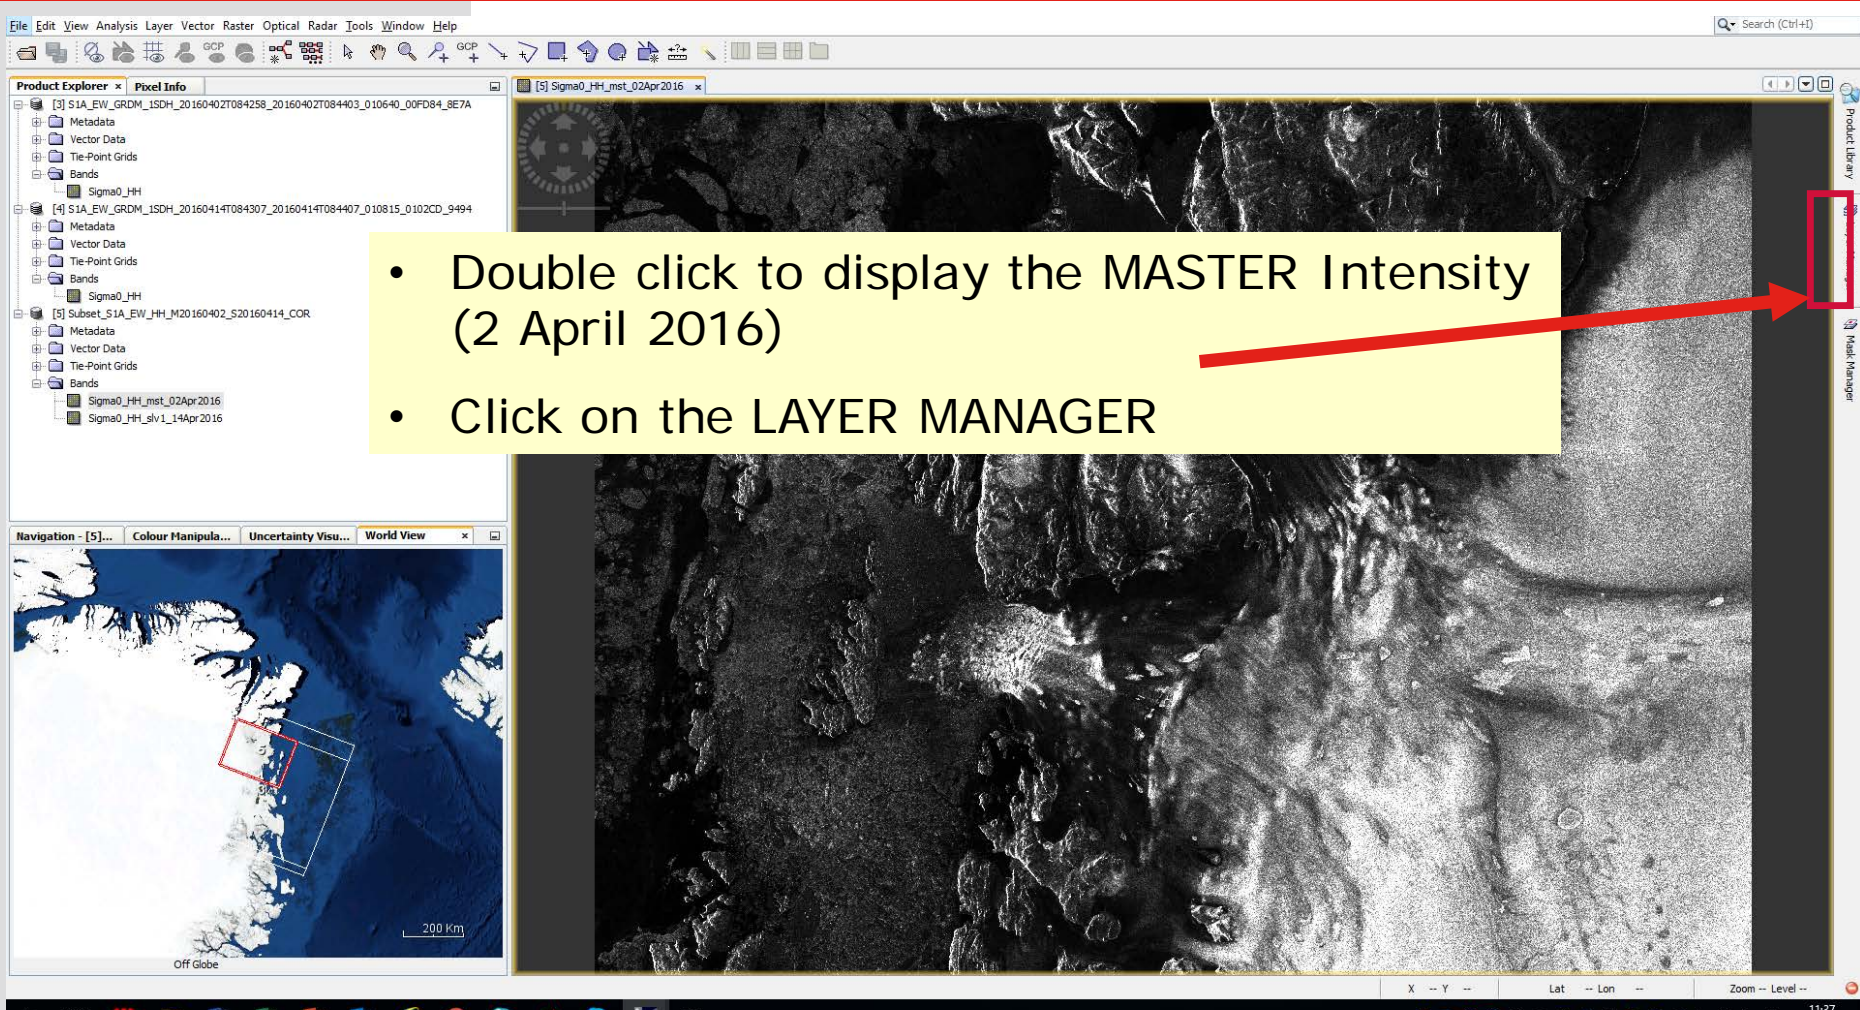 File Edit View Analysis Layer Vector Raster Optical Radar Tools Window Help
Search (Ctrl+I)
GCP GCP
Product Explorer × Pixel Info
[3] S1A_EW_GRDM_1SDH_20160402T084258_20160402T084403_010640_00FD84_8E7A
Metadata
Vector Data
Tie-Point Grids
Bands
Sigma0_HH
[4] S1A_EW_GRDM_1SDH_20160414T084307_20160414T084407_010815_0102CD_9494
Metadata
Vector Data
Tie-Point Grids
Bands
Sigma0_HH
[5] Subset_S1A_EW_HH_M20160402_S20160414_COR
Metadata
Vector Data
Tie-Point Grids
Bands
Sigma0_HH_mst_02Apr2016
Sigma0_HH_slv1_14Apr2016
[5] Sigma0_HH_mst_02Apr2016 ×
• Double click to display the MASTER Intensity
(2 April 2016)
• Click on the LAYER MANAGER
Product Library
Mask Manager
Navigation - [5]... Colour Manipula... Uncertainty Visu... World View ×
200 Km
Off Globe
X -- Y -- Lat -- Lon -- Zoom -- Level --
11:37